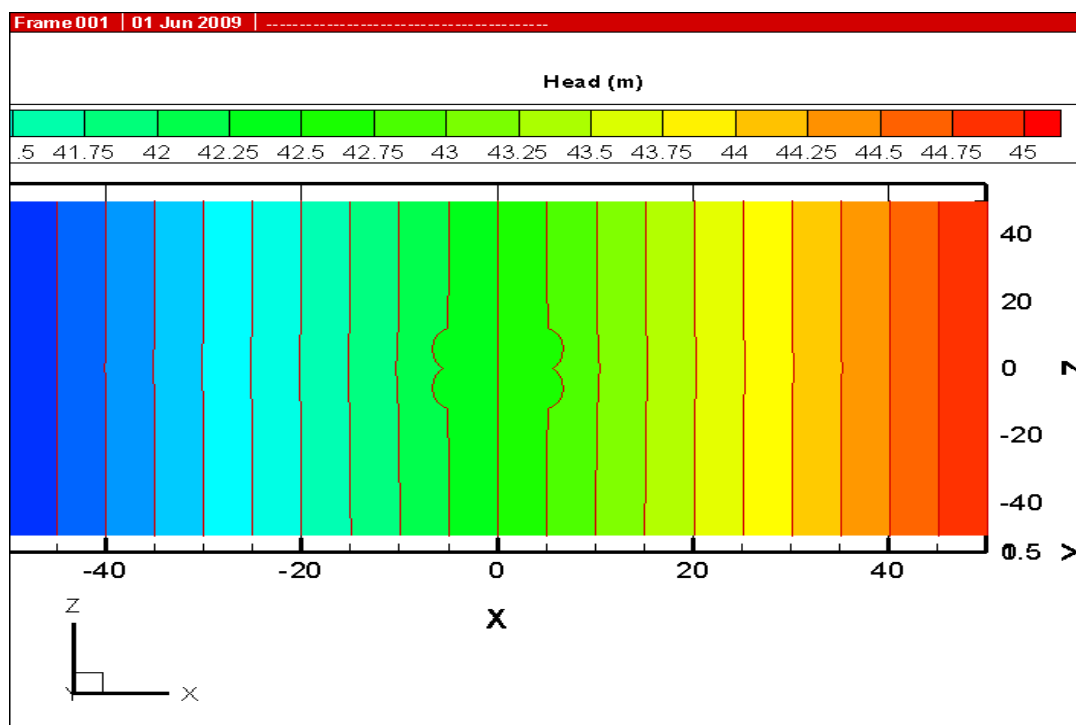 Frame 001 | 01 Jun 2009 | ----------------------------------------
Head (m)
.5 41.75 42 42.25 42.5 42.75 43 43.25 43.5 43.75 44 44.25 44.5 44.75 45
40
20
0 Z
-20
-40
-40 -20 0 20 40
X
Z
X